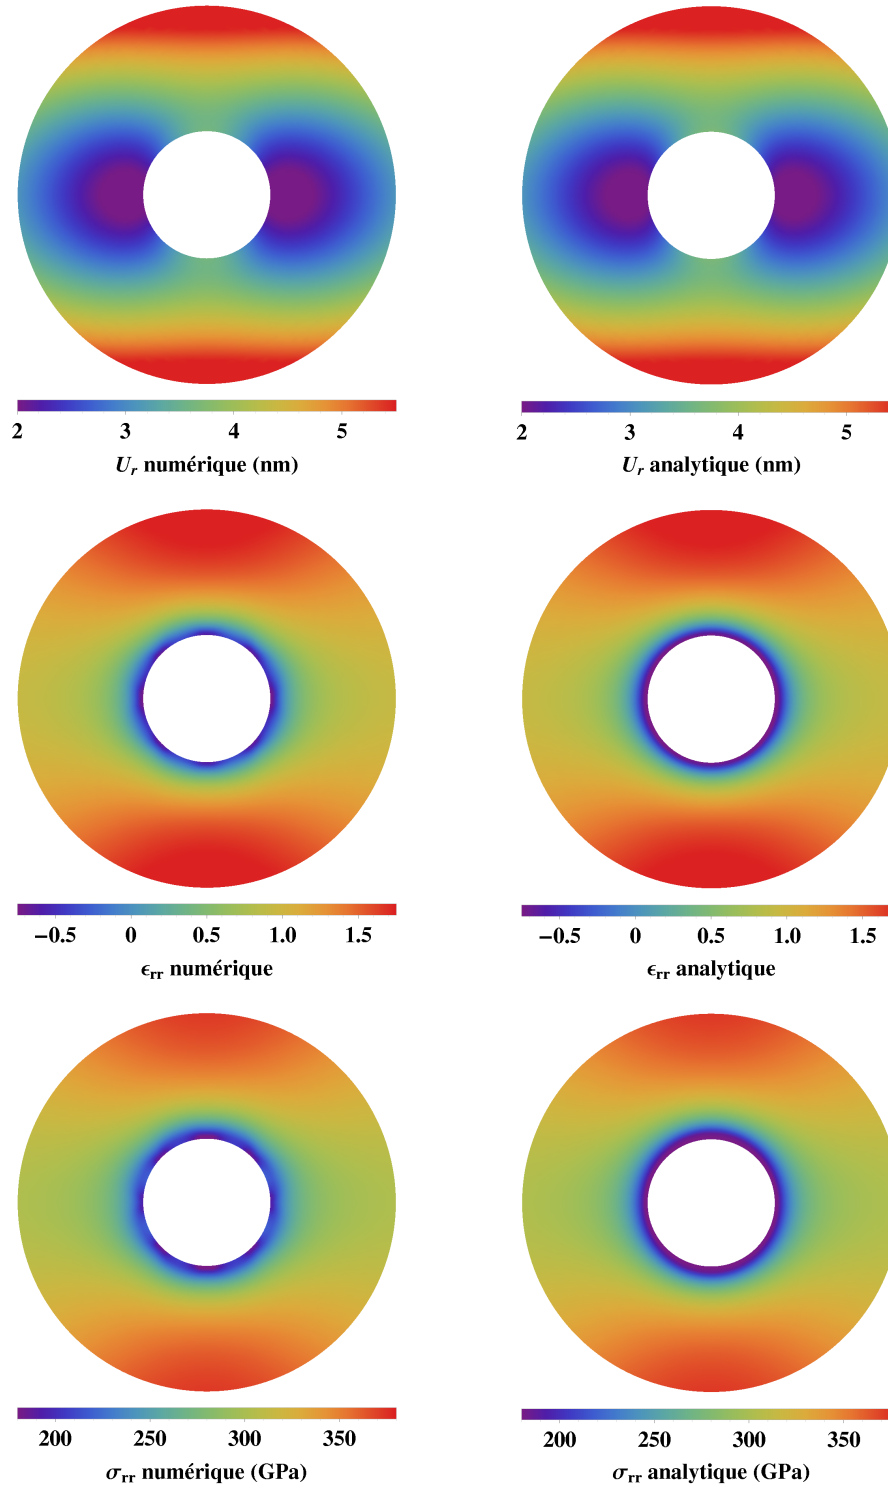 2 3 4 5 2 3 4 5
U_r numérique (nm) U_r analytique (nm)
−0.5 0 0.5 1.0 1.5 −0.5 0 0.5 1.0 1.5
ϵ_rr numérique ϵ_rr analytique
200 250 300 350 200 250 300 350
σ_rr numérique (GPa) σ_rr analytique (GPa)